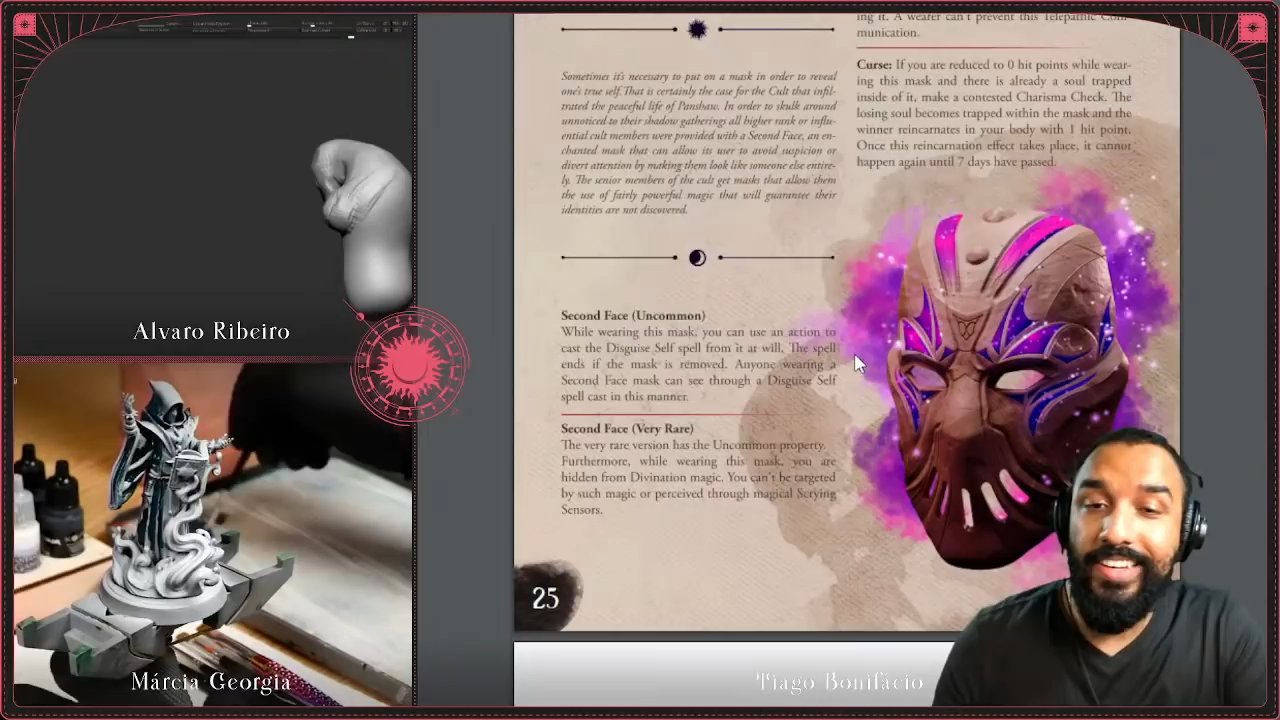 Alvaro Ribeiro
Márcia Georgia
Sometimes it's necessary to put on a mask in order to reveal
one's true self.That is certainly the case for the Cult that infil-
trated the peaceful life of Panshaw. In order to skulk around
unnoticed to their shadow gatherings all higher rank or influ-
ential cult members were provided with a Second Face, an en-
chanted mask that can allow its user to avoid suspicion or
divert attention by making them look like someone else entire-
ly. The senior members of the cult get masks that allow them
the use of fairly powerful magic that will guarantee their
identities are not discovered.
Second Face (Uncommon)
While wearing this mask, you can use an action to
cast the Disguise Self spell from it at will. The spell
ends if the mask is removed. Anyone wearing a
Second Face mask can see through a Disguise Self
spell cast in this manner.
Second Face (Very Rare)
The very rare version has the Uncommon property.
Furthermore, while wearing this mask, you are
hidden from Divination magic. You can't be targeted
by such magic or perceived through magical Scrying
Sensors.
25
ing it. A wearer can't prevent this Telepathic Com-
munication.
Curse: If you are reduced to 0 hit points while wear-
ing this mask and there is already a soul trapped
inside of it, make a contested Charisma Check. The
losing soul becomes trapped within the mask and the
winner reincarnates in your body with 1 hit point.
Once this reincarnation effect takes place, it cannot
happen again until 7 days have passed.
Tiago Bonifácio